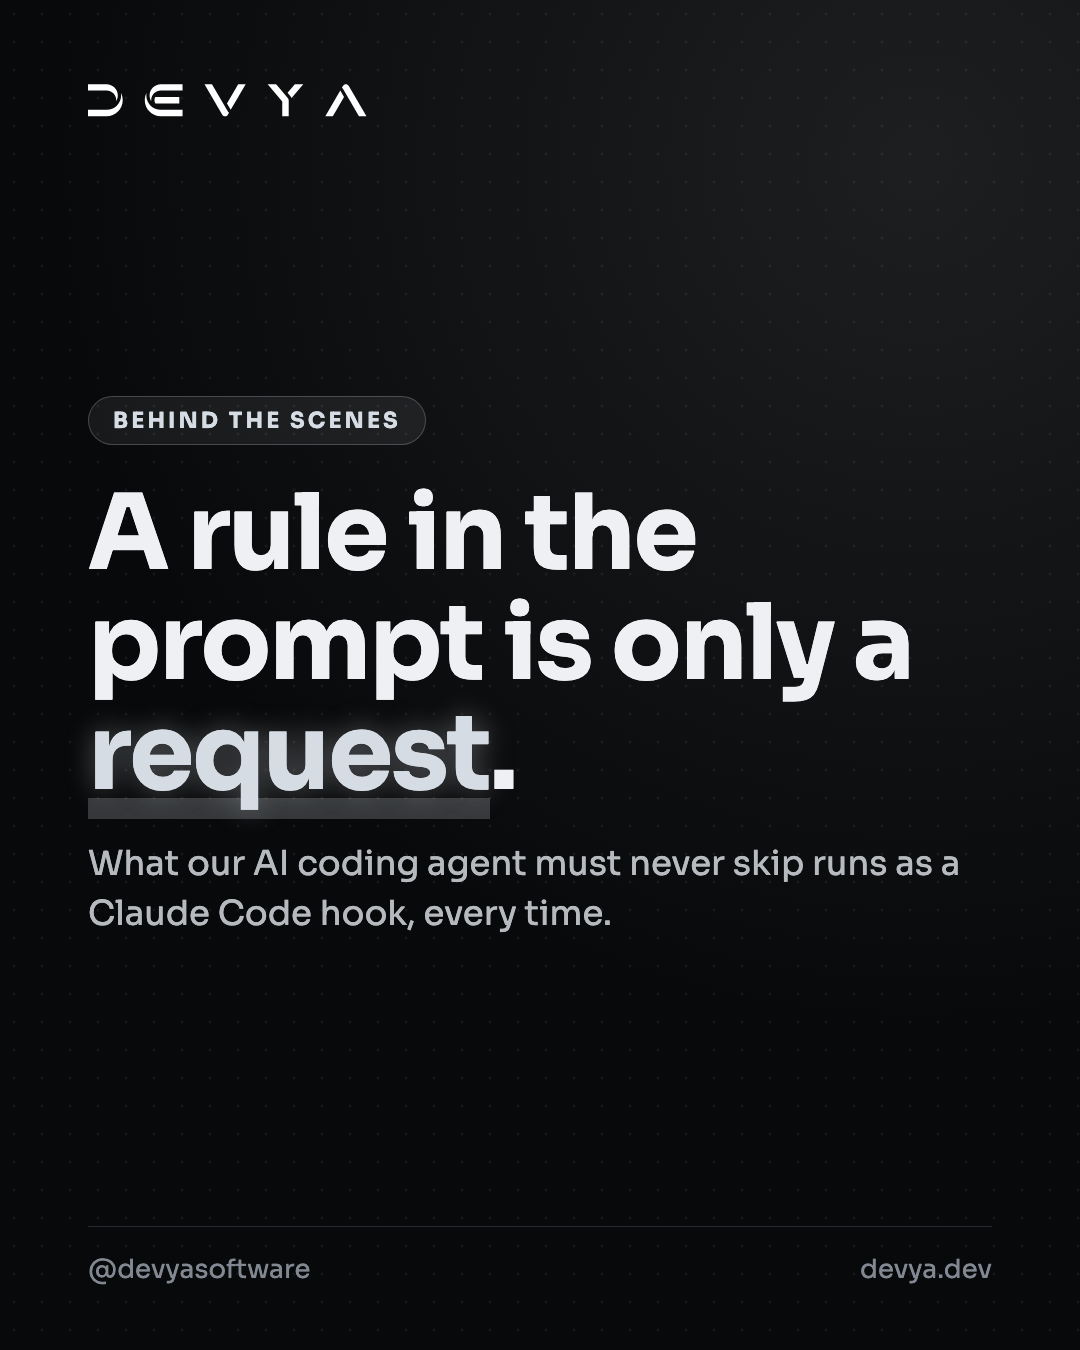 DEVYA
BEHIND THE SCENES
A rule in the
prompt is only a
request.
What our AI coding agent must never skip runs as a
Claude Code hook, every time.
@devyasoftware
devya.dev